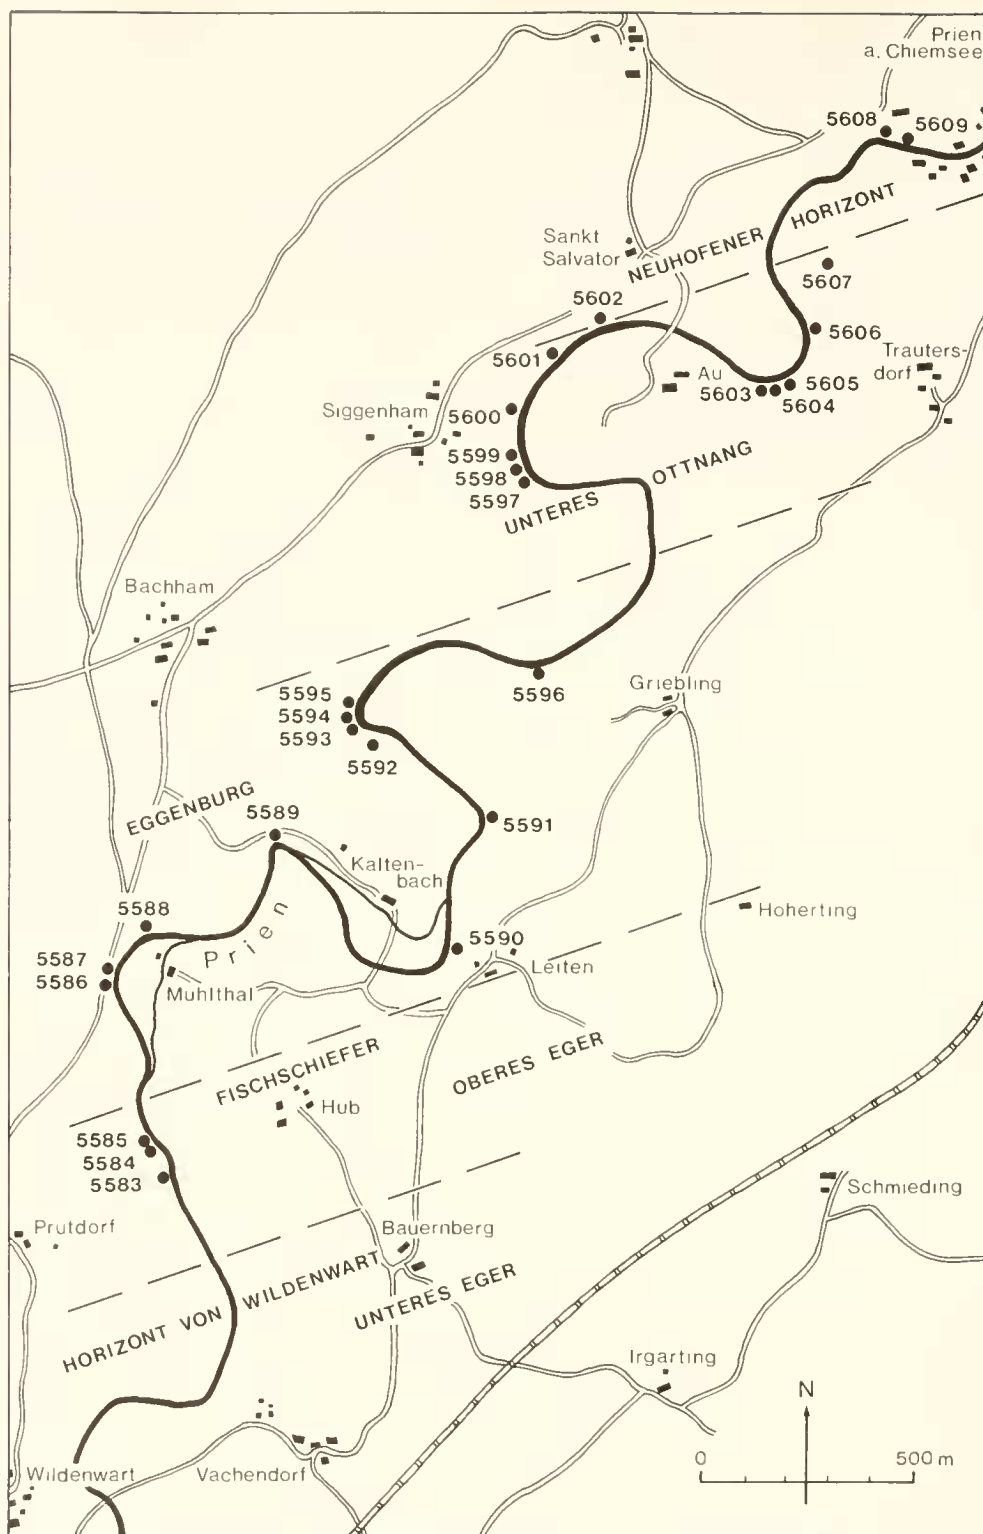 Prien
a. Chiemsee
5608
5609
NEUHOFENER HORIZONT
Sankt
Salvator
5607
5602
5606
5601
Trauters-
dorf
Au
5605
5603
5604
Siggenham
5600
5599
5598
5597
UNTERES OTTNANG
Bachham
5596
Griebling
5595
5594
5593
5592
EGGENBURG
5589
5591
Kalten-
bach
5588
Prien
Hoherting
5590
5587
5586
Leiten
Muhlthal
FISCHSCHIEFER
OBERES EGER
Hub
5585
5584
5583
Schmieding
Prutdorf
Bauernberg
HORIZONT VON WILDENWART
UNTERES EGER
Irgarting
N
0 500 m
Wildenwart
Vachendorf